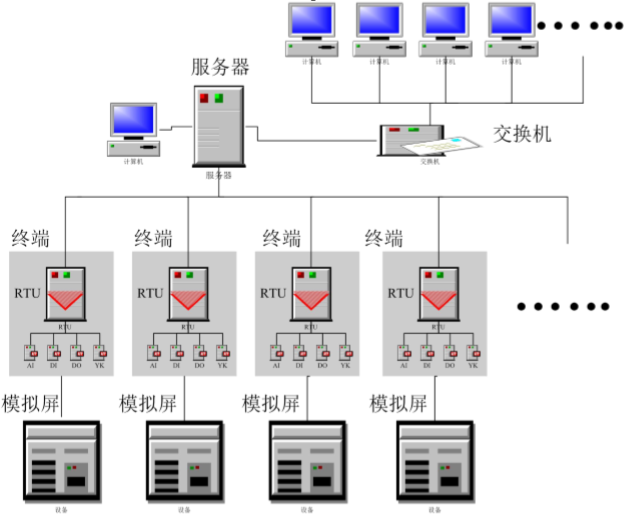 计算机 计算机 计算机 计算机
服务器
交换机
计算机
交换机
服务器
终端 终端 终端 终端
RTU RTU RTU RTU
RTU RTU RTU RTU
AI DI DO YK AI DI DO YK AI DI DO YK AI DI DO YK
模拟屏 模拟屏 模拟屏 模拟屏
设备 设备 设备 设备